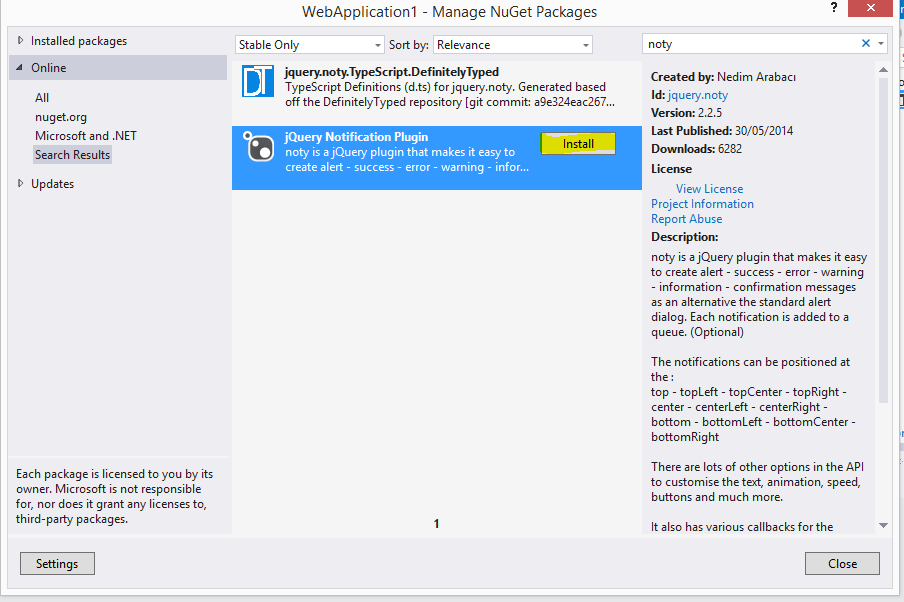 WebApplication1 - Manage NuGet Packages
?
Installed packages
Online
All
nuget.org
Microsoft and .NET
Search Results
Updates
Each package is licensed to you by its
owner. Microsoft is not responsible
for, nor does it grant any licenses to,
third-party packages.
Settings
Stable Only
Sort by:
Relevance
jquery.noty.TypeScript.DefinitelyTyped
TypeScript Definitions (d.ts) for jquery.noty. Generated based
off the DefinitelyTyped repository [git commit: a9e324eac267...
jQuery Notification Plugin
Install
noty is a jQuery plugin that makes it easy to
create alert - success - error - warning - infor...
1
noty
Created by: Nedim Arabacı
Id: jquery.noty
Version: 2.2.5
Last Published: 30/05/2014
Downloads: 6282
License
View License
Project Information
Report Abuse
Description:
noty is a jQuery plugin that makes it easy
to create alert - success - error - warning
- information - confirmation messages
as an alternative the standard alert
dialog. Each notification is added to a
queue. (Optional)
The notifications can be positioned at
the :
top - topLeft - topCenter - topRight -
center - centerLeft - centerRight -
bottom - bottomLeft - bottomCenter -
bottomRight
There are lots of other options in the API
to customise the text, animation, speed,
buttons and much more.
It also has various callbacks for the
Close